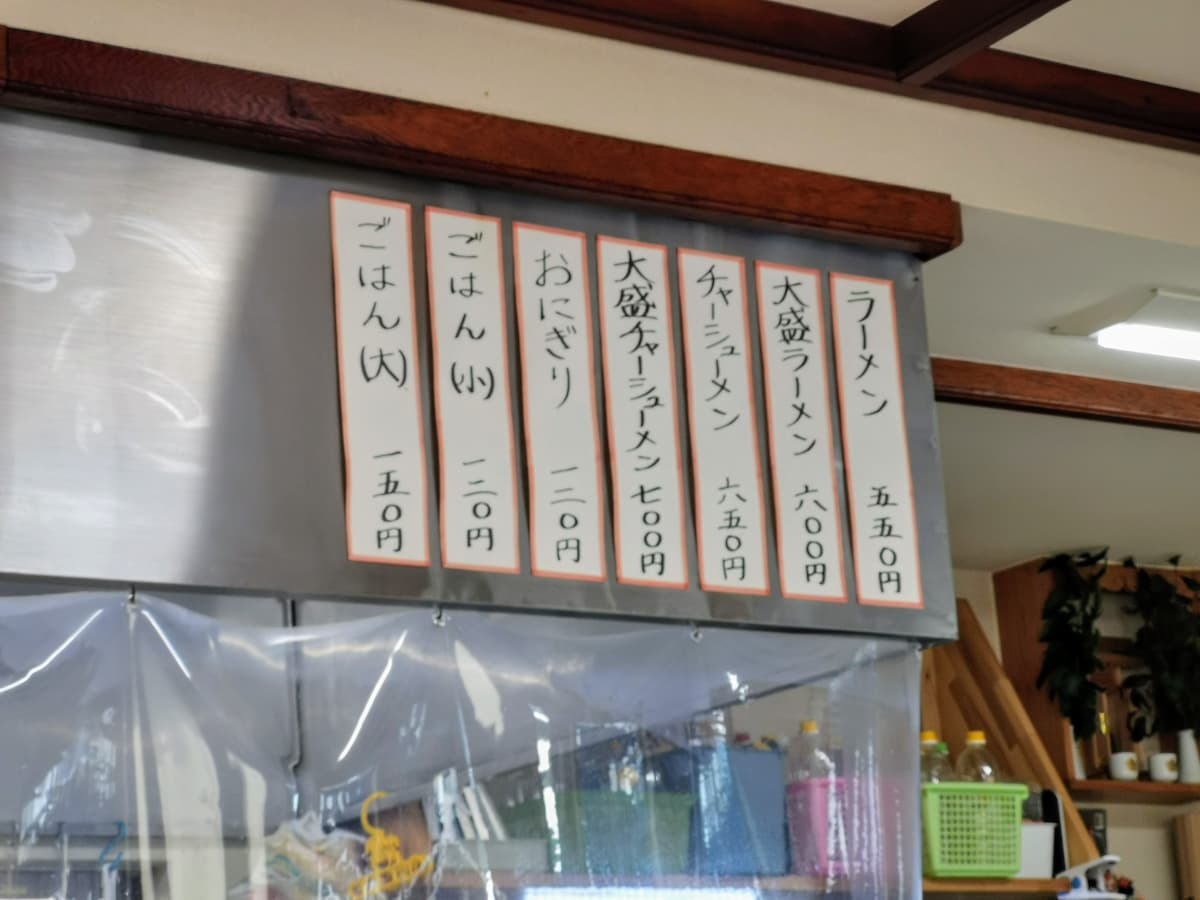 ラーメン 五五〇円
大盛ラーメン 六〇〇円
チャーシューメン 六五〇円
大盛チャーシューメン 七〇〇円
おにぎり 一二〇円
ごはん(小) 一二〇円
ごはん(大) 一五〇円